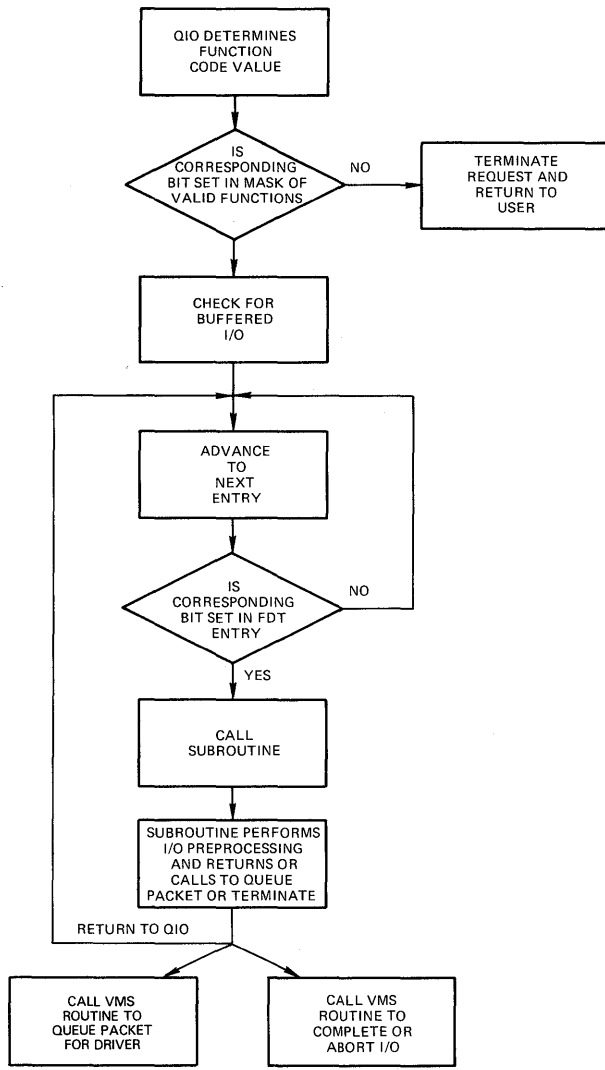 QIO DETERMINES
FUNCTION
CODE VALUE
IS
CORRESPONDING
BIT SET IN MASK OF
VALID FUNCTIONS
NO
TERMINATE
REQUEST AND
RETURN TO
USER
CHECK FOR
BUFFERED
I/O
ADVANCE
TO
NEXT
ENTRY
IS
CORRESPONDING
BIT SET IN FDT
ENTRY
NO
YES
CALL
SUBROUTINE
SUBROUTINE PERFORMS
I/O PREPROCESSING
AND RETURNS OR
CALLS TO QUEUE
PACKET OR TERMINATE
RETURN TO QIO
CALL VMS
ROUTINE TO
QUEUE PACKET
FOR DRIVER
CALL VMS
ROUTINE TO
COMPLETE OR
ABORT I/O